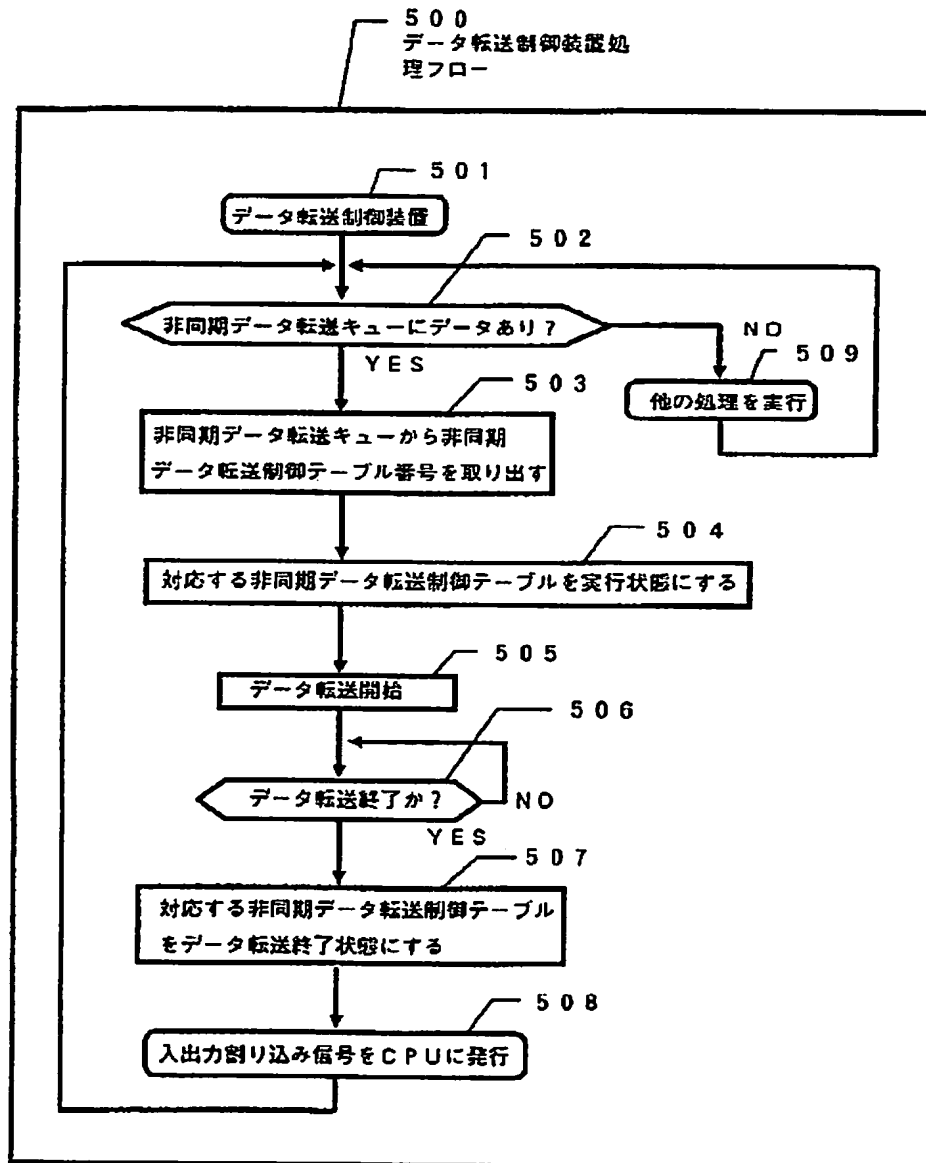 500
データ転送制御装置処
理フロー
501
データ転送制御装置
502
非同期データ転送キューにデータあり?
YES
NO
509
他の処理を実行
503
非同期データ転送キューから非同期
データ転送制御テーブル番号を取り出す
504
対応する非同期データ転送制御テーブルを実行状態にする
505
データ転送開始
506
データ転送終了か?
NO
YES
507
対応する非同期データ転送制御テーブル
をデータ転送終了状態にする
508
入出力割り込み信号をCPUに発行